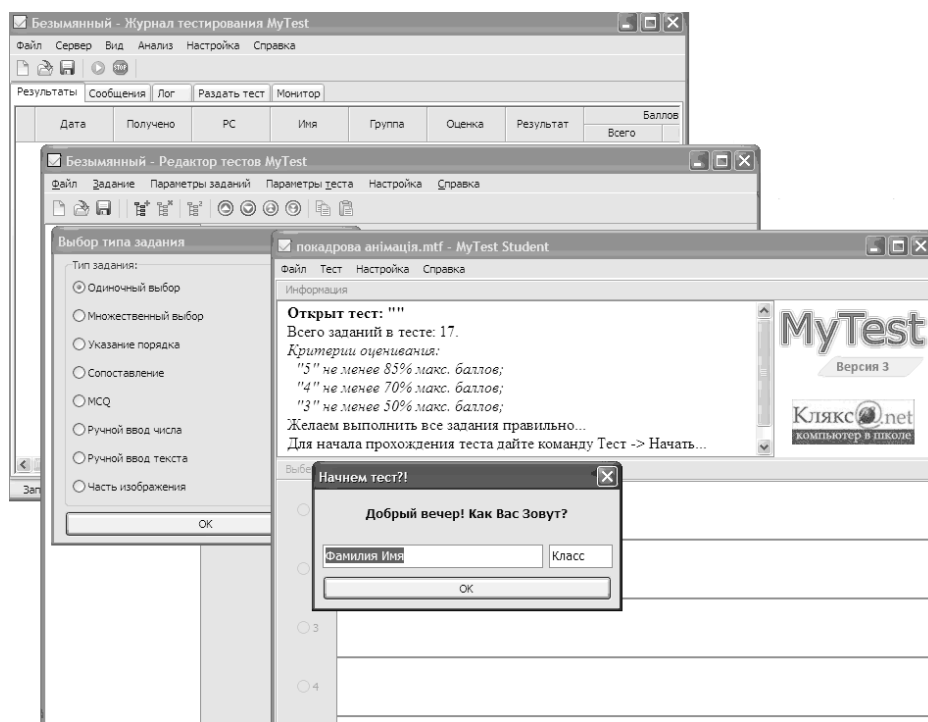 Безымянный - Журнал тестирования MyTest
Файл Сервер Вид Анализ Настройка Справка
STOP
Результаты Сообщения Лог Раздать тест Монитор
Дата Получено PC Имя Группа Оценка Результат Баллов
Всего
Безымянный - Редактор тестов MyTest
Файл Задание Параметры заданий Параметры теста Настройка Справка
Выбор типа задания
Тип задания:
Одиночный выбор
Множественный выбор
Указание порядка
Сопоставление
MCQ
Ручной ввод числа
Ручной ввод текста
Часть изображения
OK
Зап
покадрова анімація.mtf - MyTest Student
Файл Тест Настройка Справка
Информация
Открыт тест: ""
Всего заданий в тесте: 17.
Критерии оценивания:
"5" не менее 85% макс. баллов;
"4" не менее 70% макс. баллов;
"3" не менее 50% макс. баллов;
Желаем выполнить все задания правильно...
Для начала прохождения теста дайте команду Тест -> Начать...
MyTest
Версия 3
Клякс@.net
компьютер в школе
Выбе
Начнем тест?!
Добрый вечер! Как Вас Зовут?
Фамилия Имя Класс
OK
3
4